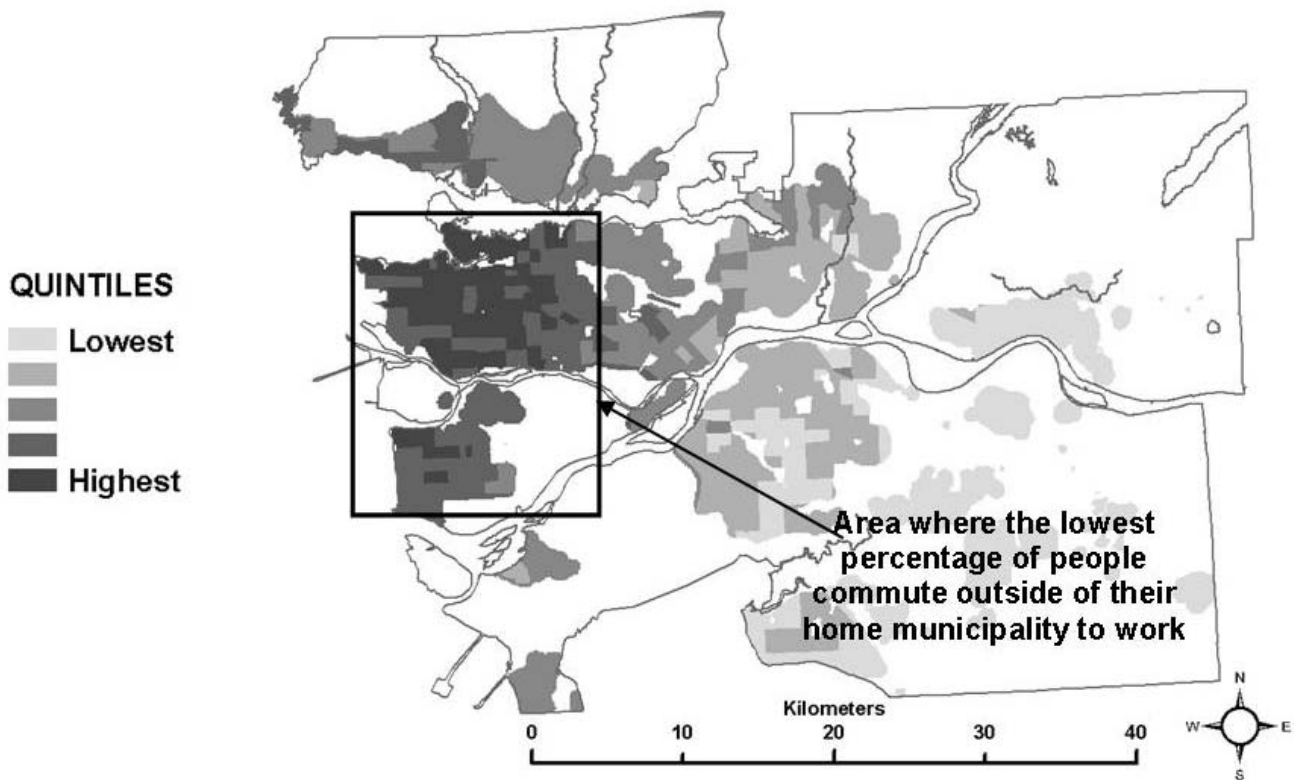 QUINTILES
Lowest
Highest
Area where the lowest
percentage of people
commute outside of their
home municipality to work
Kilometers
0 10 20 30 40
N
W E
S